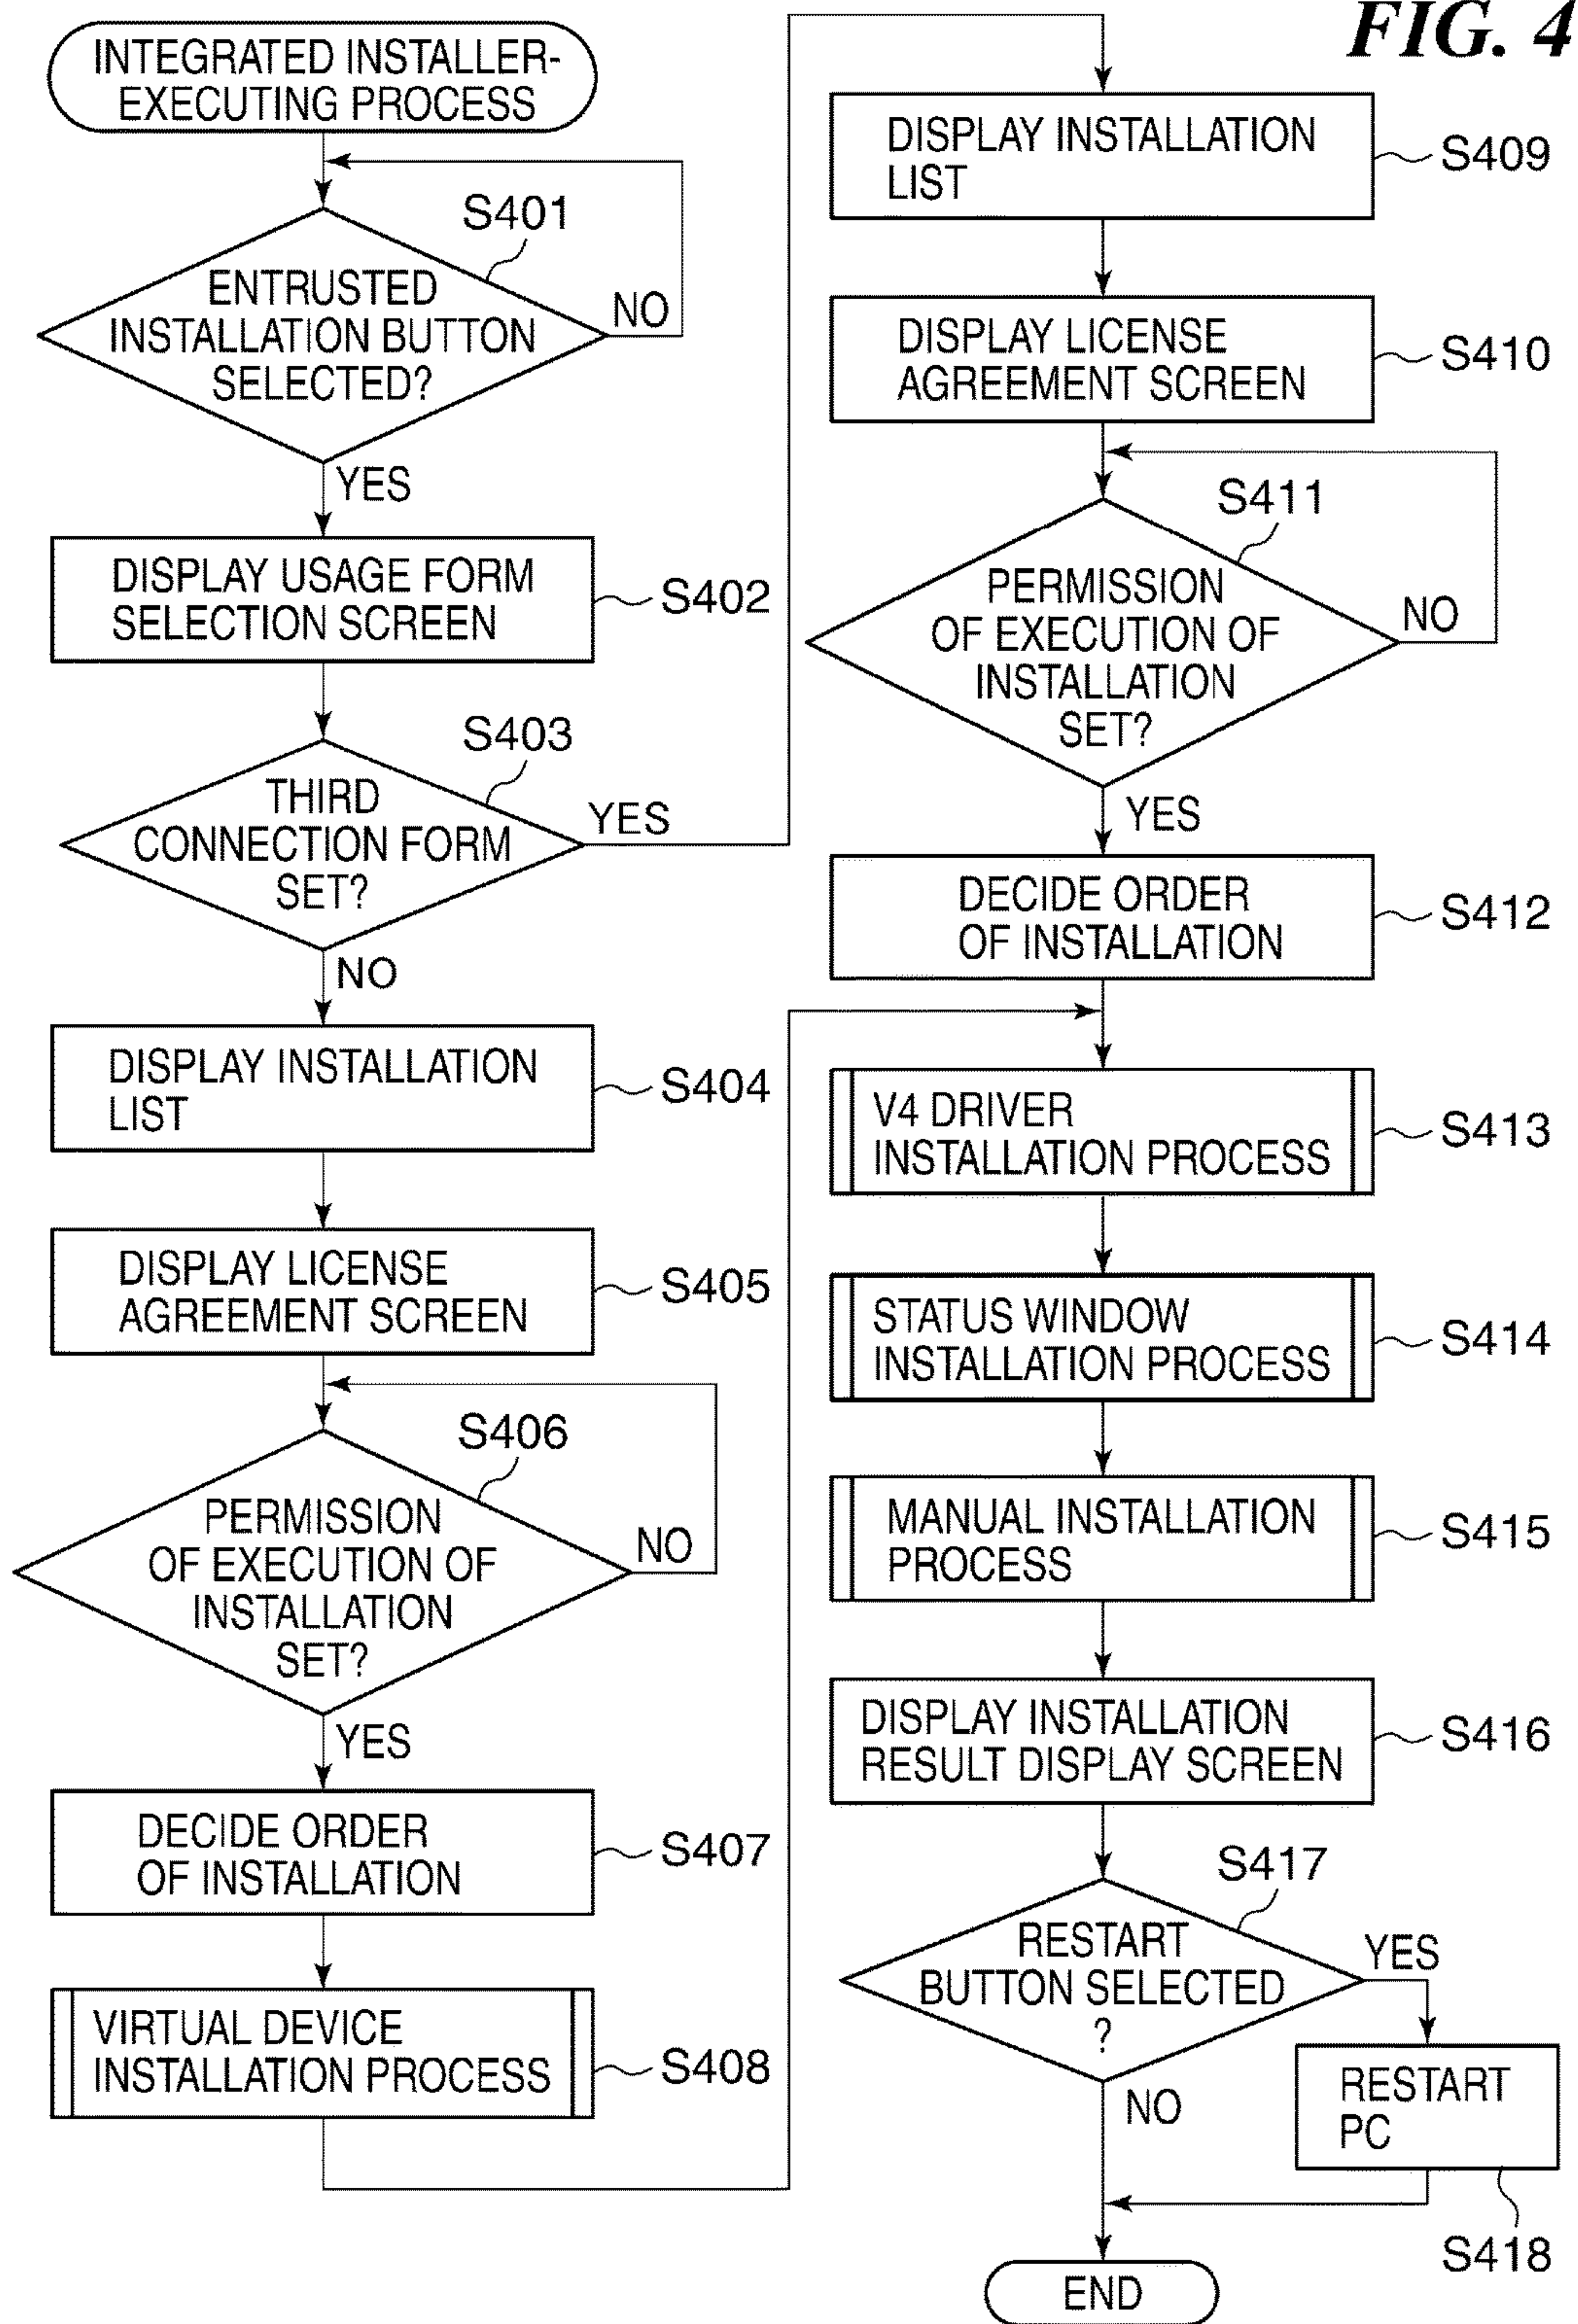 FIG. 4
INTEGRATED INSTALLER-
EXECUTING PROCESS
S401
ENTRUSTED
INSTALLATION BUTTON
SELECTED?
NO
YES
DISPLAY USAGE FORM
SELECTION SCREEN
S402
S403
THIRD
CONNECTION FORM
SET?
YES
NO
DISPLAY INSTALLATION
LIST
S404
DISPLAY LICENSE
AGREEMENT SCREEN
S405
S406
PERMISSION
OF EXECUTION OF
INSTALLATION
SET?
NO
YES
DECIDE ORDER
OF INSTALLATION
S407
VIRTUAL DEVICE
INSTALLATION PROCESS
S408
DISPLAY INSTALLATION
LIST
S409
DISPLAY LICENSE
AGREEMENT SCREEN
S410
S411
PERMISSION
OF EXECUTION OF
INSTALLATION
SET?
NO
YES
DECIDE ORDER
OF INSTALLATION
S412
V4 DRIVER
INSTALLATION PROCESS
S413
STATUS WINDOW
INSTALLATION PROCESS
S414
MANUAL INSTALLATION
PROCESS
S415
DISPLAY INSTALLATION
RESULT DISPLAY SCREEN
S416
S417
RESTART
BUTTON SELECTED
?
YES
NO
RESTART
PC
S418
END